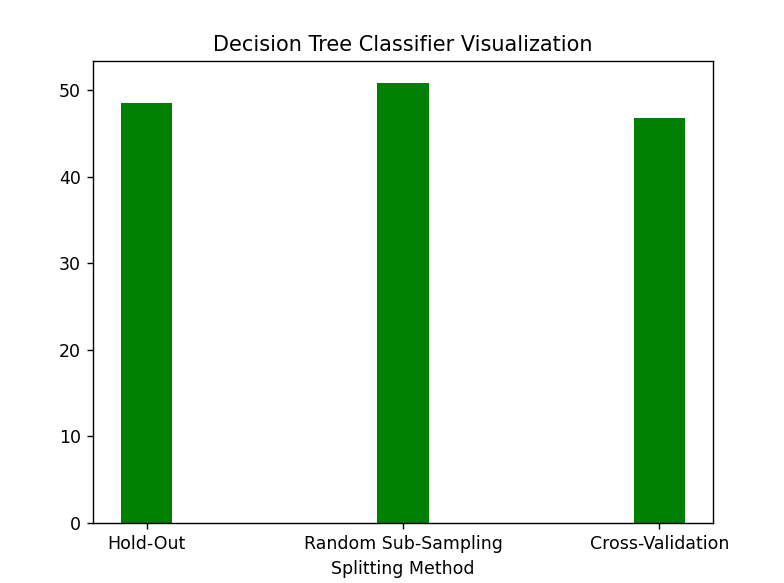 Decision Tree Classifier Visualization
50
40
30
20
10
0
Hold-Out Random Sub-Sampling Cross-Validation
Splitting Method